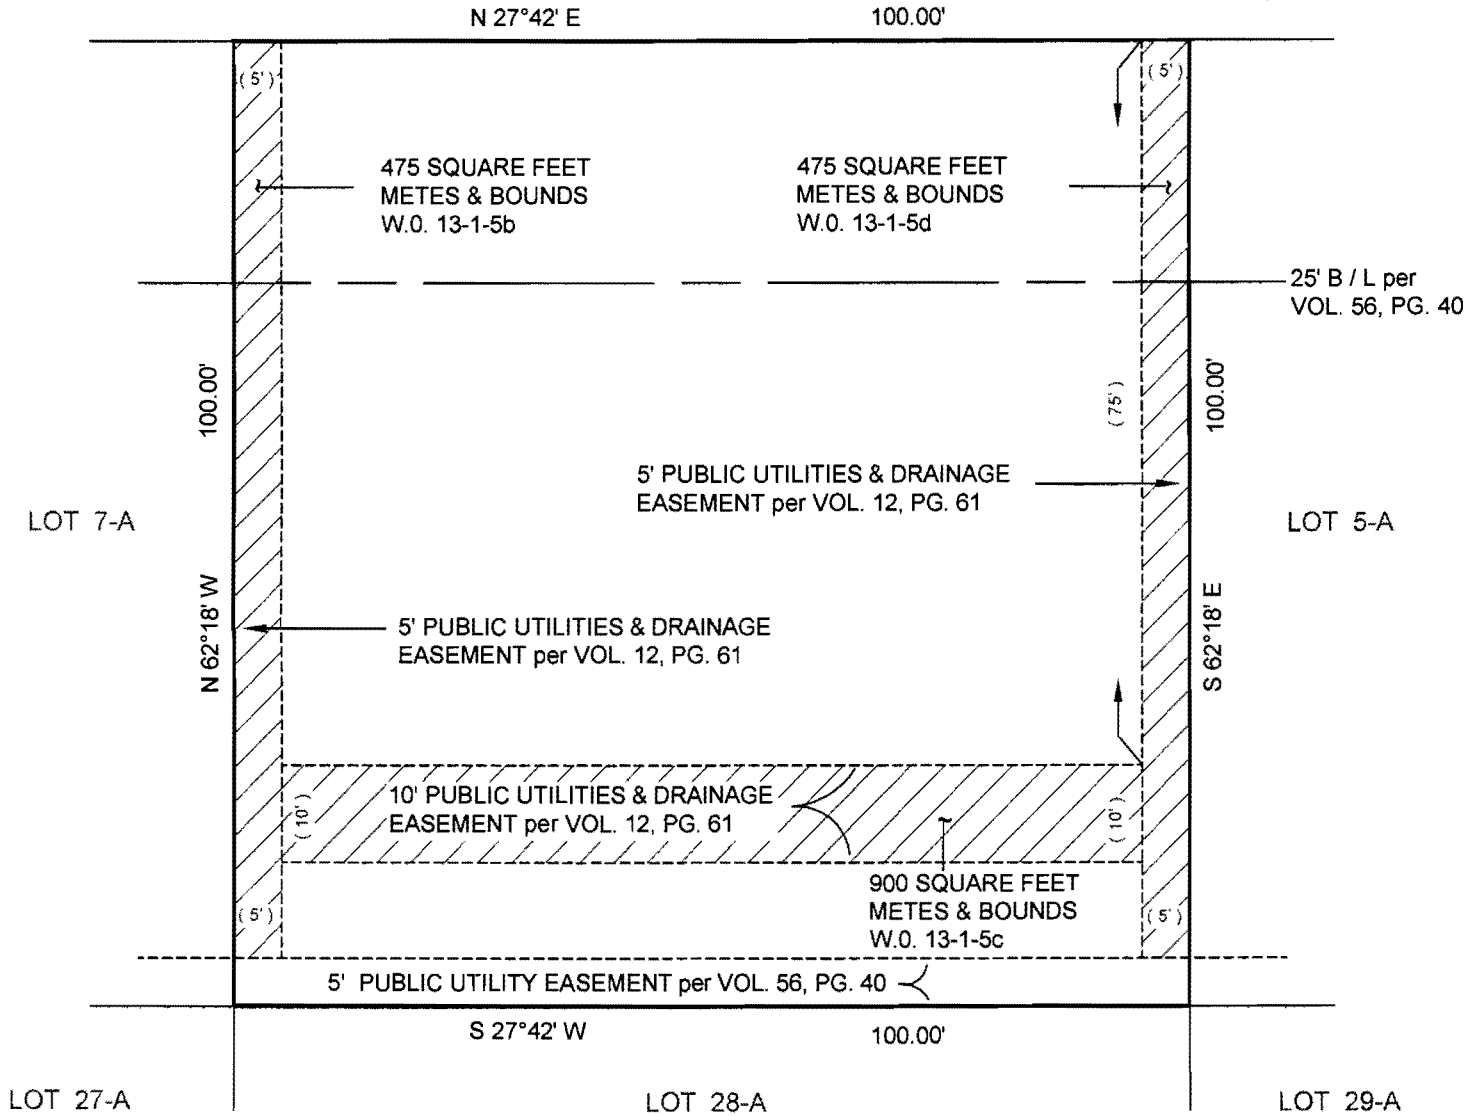 N 27°42' E
100.00'
( 5' )
( 5' )
475 SQUARE FEET
METES & BOUNDS
W.0. 13-1-5b
475 SQUARE FEET
METES & BOUNDS
W.0. 13-1-5d
25' B / L per
VOL. 56, PG. 40
100.00'
( 75' )
100.00'
5' PUBLIC UTILITIES & DRAINAGE
EASEMENT per VOL. 12, PG. 61
LOT 7-A
LOT 5-A
N 62°18' W
S 62°18' E
5' PUBLIC UTILITIES & DRAINAGE
EASEMENT per VOL. 12, PG. 61
( 10' )
10' PUBLIC UTILITIES & DRAINAGE
EASEMENT per VOL. 12, PG. 61
( 10' )
900 SQUARE FEET
METES & BOUNDS
W.0. 13-1-5c
( 5' )
( 5' )
5' PUBLIC UTILITY EASEMENT per VOL. 56, PG. 40
S 27°42' W
100.00'
LOT 27-A
LOT 28-A
LOT 29-A